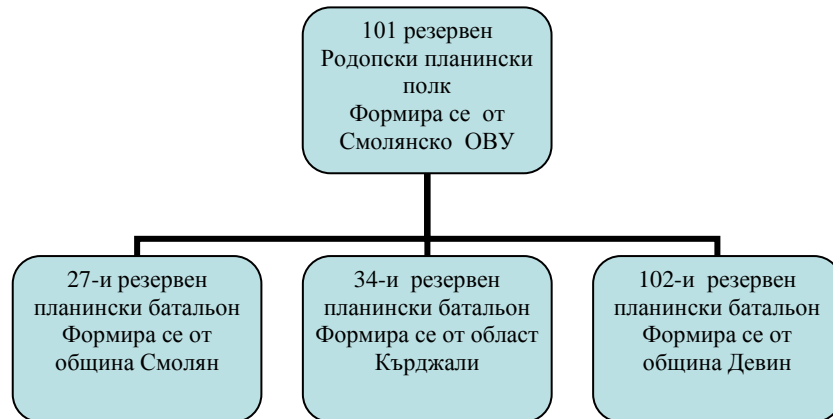 101 резервен
Родопски планински
полк
Формира се от
Смолянско ОВУ
27-и резервен
планински батальон
Формира се от
община Смолян
34-и резервен
планински батальон
Формира се от област
Кърджали
102-и резервен
планински батальон
Формира се от
община Девин